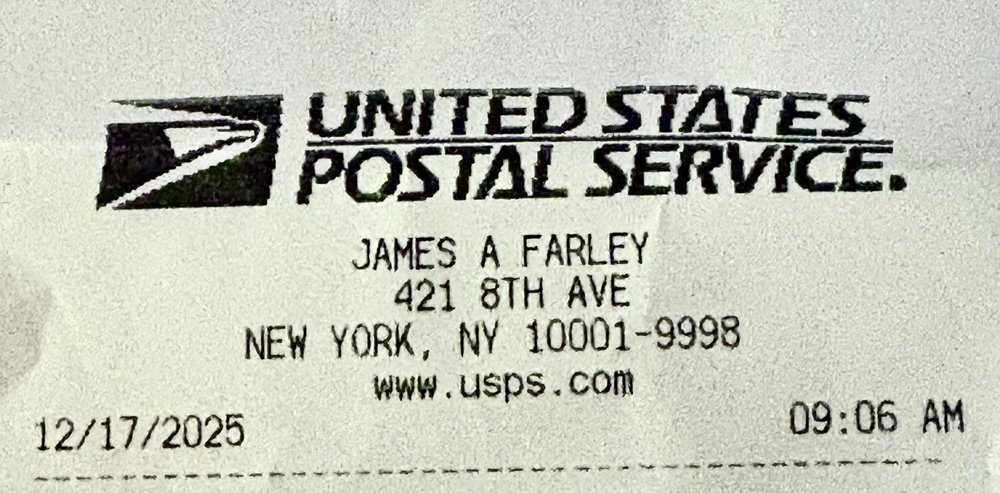 UNITED STATES
POSTAL SERVICE.
JAMES A FARLEY
421 8TH AVE
NEW YORK, NY 10001-9998
www.usps.com
12/17/2025 09:06 AM